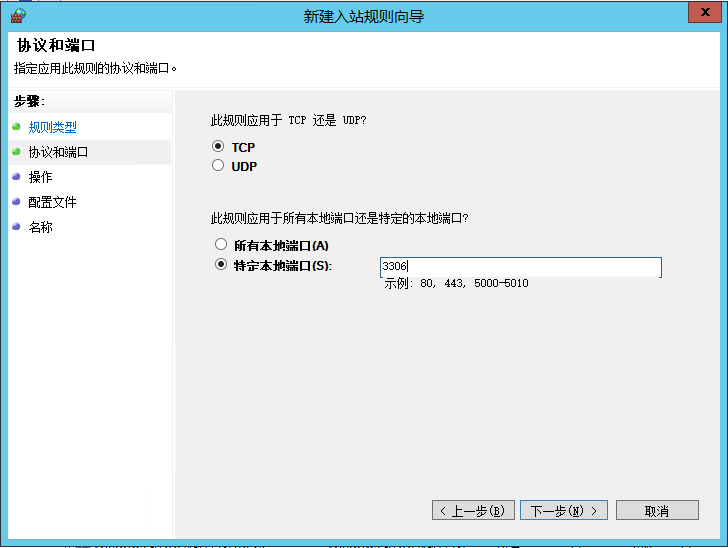 新建入站规则向导
x
协议和端口
指定应用此规则的协议和端口。
步骤:
规则类型
协议和端口
操作
配置文件
名称
此规则应用于 TCP 还是 UDP?
TCP
UDP
此规则应用于所有本地端口还是特定的本地端口?
所有本地端口(A)
特定本地端口(S): 3306
示例: 80, 443, 5000-5010
< 上一步(B) 下一步(N) > 取消